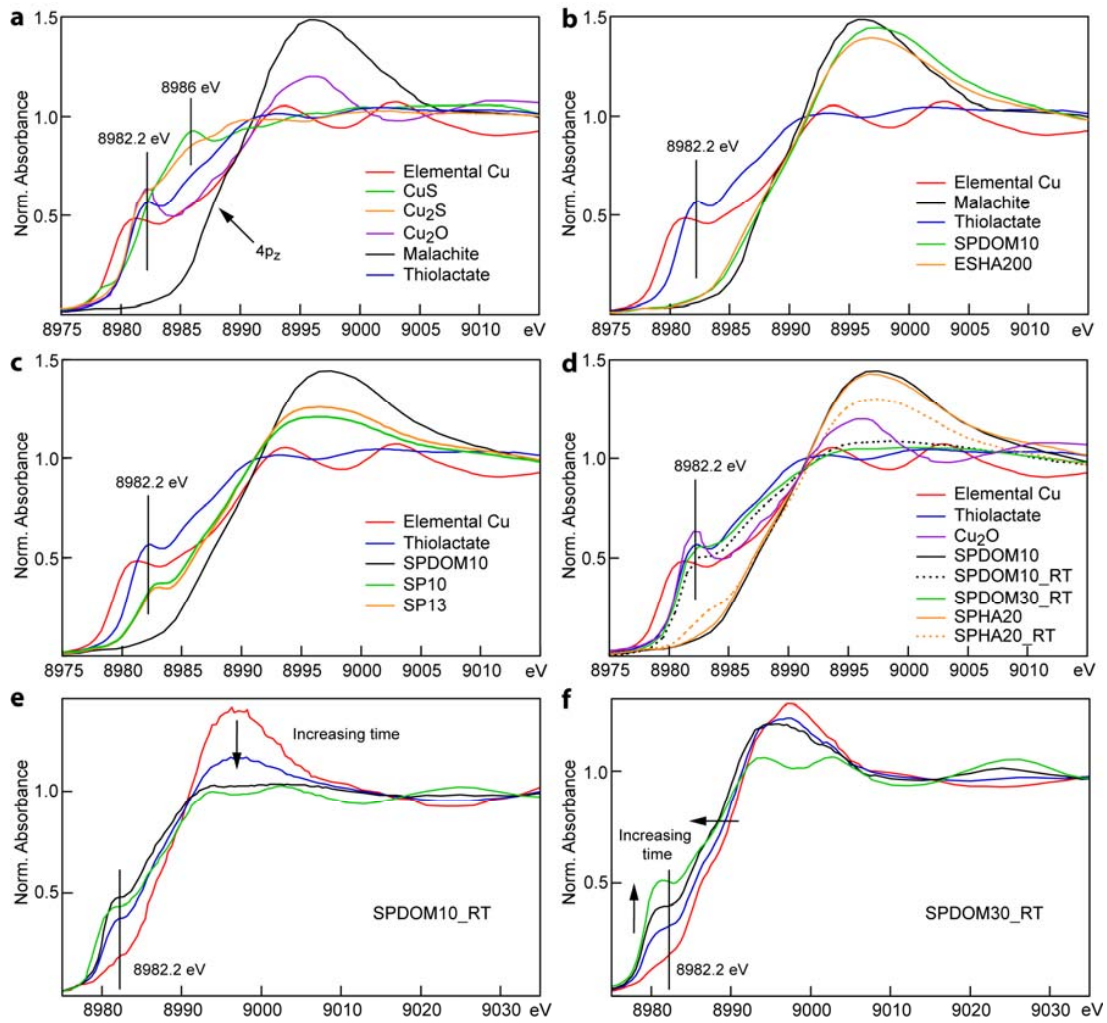 a
1.5
1.0
0.5
Norm. Absorbance
8986 eV
8982.2 eV
4pz
Elemental Cu
CuS
Cu2S
Cu2O
Malachite
Thiolactate
8975 8980 8985 8990 8995 9000 9005 9010 eV
b
1.5
1.0
0.5
Norm. Absorbance
8982.2 eV
Elemental Cu
Malachite
Thiolactate
SPDOM10
ESHA200
8975 8980 8985 8990 8995 9000 9005 9010 eV
c
1.5
1.0
0.5
Norm. Absorbance
8982.2 eV
Elemental Cu
Thiolactate
SPDOM10
SP10
SP13
8975 8980 8985 8990 8995 9000 9005 9010 eV
d
1.5
1.0
0.5
Norm. Absorbance
8982.2 eV
Elemental Cu
Thiolactate
Cu2O
SPDOM10
SPDOM10_RT
SPDOM30_RT
SPHA20
SPHA20_RT
8975 8980 8985 8990 8995 9000 9005 9010 eV
e
1.0
0.5
Norm. Absorbance
Increasing time
8982.2 eV
SPDOM10_RT
8980 8990 9000 9010 9020 9030 eV
f
1.0
0.5
Norm. Absorbance
Increasing
time
8982.2 eV
SPDOM30_RT
8980 8990 9000 9010 9020 9030 eV